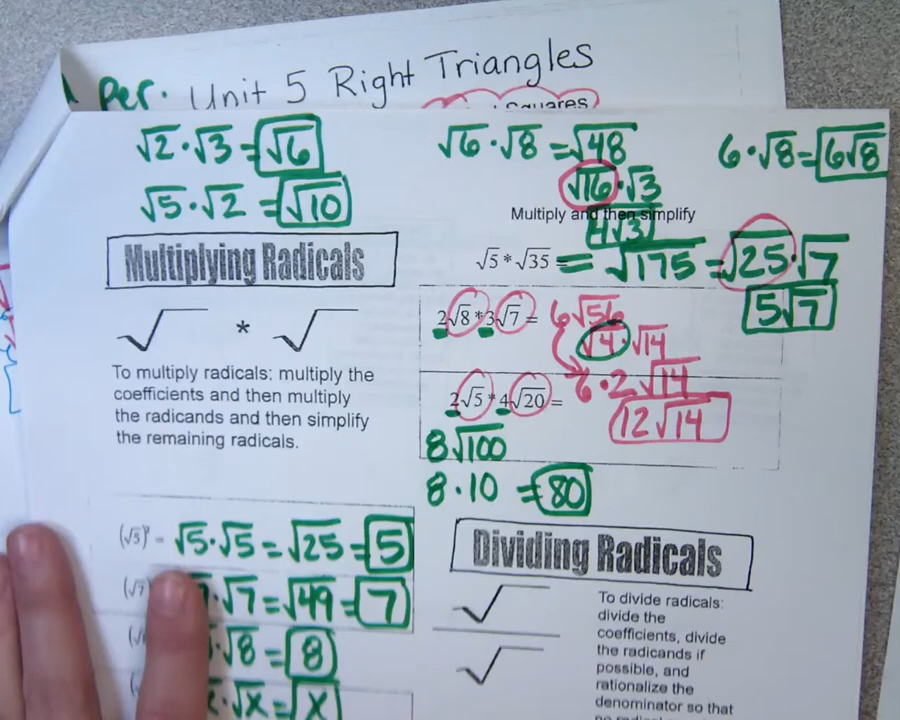 Per. Unit 5 Right Triangles
Squares
√2 · √3 = √6
√5 · √2 = √10
√6 · √8 = √48
√16 · √3
4√3
6 · √8 = 6√8
Multiply and then simplify
√5 * √35 = √175 = √25 · √7
5√7
Multiplying Radicals
√ * √
To multiply radicals: multiply the
coefficients and then multiply
the radicands and then simplify
the remaining radicals.
2√8 * 3√7 = 6√56
√4 · √14
6 · 2√14
12√14
2√5 * 4√20 =
8√100
8 · 10 = 80
(√5)² = √5 · √5 = √25 = 5
(√7 · √7 = √49 = 7
· √8 = 8
· √x = x
Dividing Radicals
√
√
To divide radicals:
divide the
coefficients, divide
the radicands if
possible, and
rationalize the
denominator so that